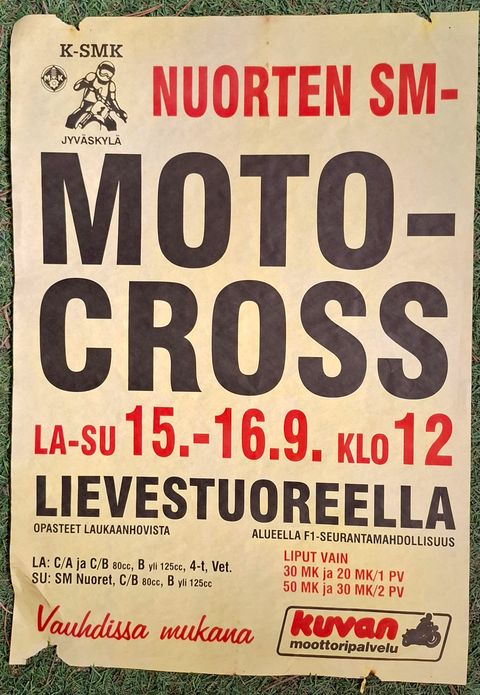 K-SMK
JYVÄSKYLÄ
NUORTEN SM-
MOTO-
CROSS
LA-SU 15.-16.9. KLO 12
LIEVESTUOREELLA
OPASTEET LAUKAANHOVISTA
ALUEELLA F1-SEURANTAMAHDOLLISUUS
LA: C/A ja C/B 80cc, B yli 125cc, 4-t, Vet.
SU: SM Nuoret, C/B 80cc, B yli 125cc
LIPUT VAIN
30 MK ja 20 MK/1 PV
50 MK ja 30 MK/2 PV
Vauhdissa mukana
kuvan
moottoripalvelu